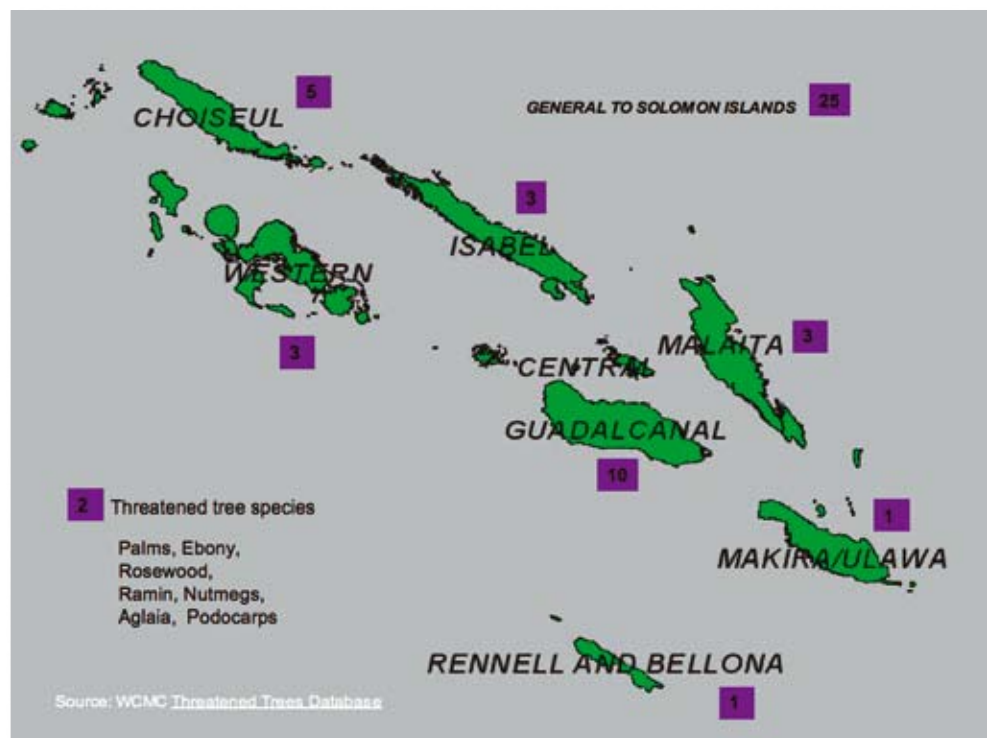 5
CHOISEUL
GENERAL TO SOLOMON ISLANDS 25
3
ISABEL
WESTERN
3
MALAITA 3
CENTRAL
GUADALCANAL
10
2 Threatened tree species
Palms, Ebony,
Rosewood,
Ramin, Nutmegs,
Aglaia, Podocarps
1
MAKIRA/ULAWA
RENNELL AND BELLONA
1
Source: WCMC Threatened Trees Database